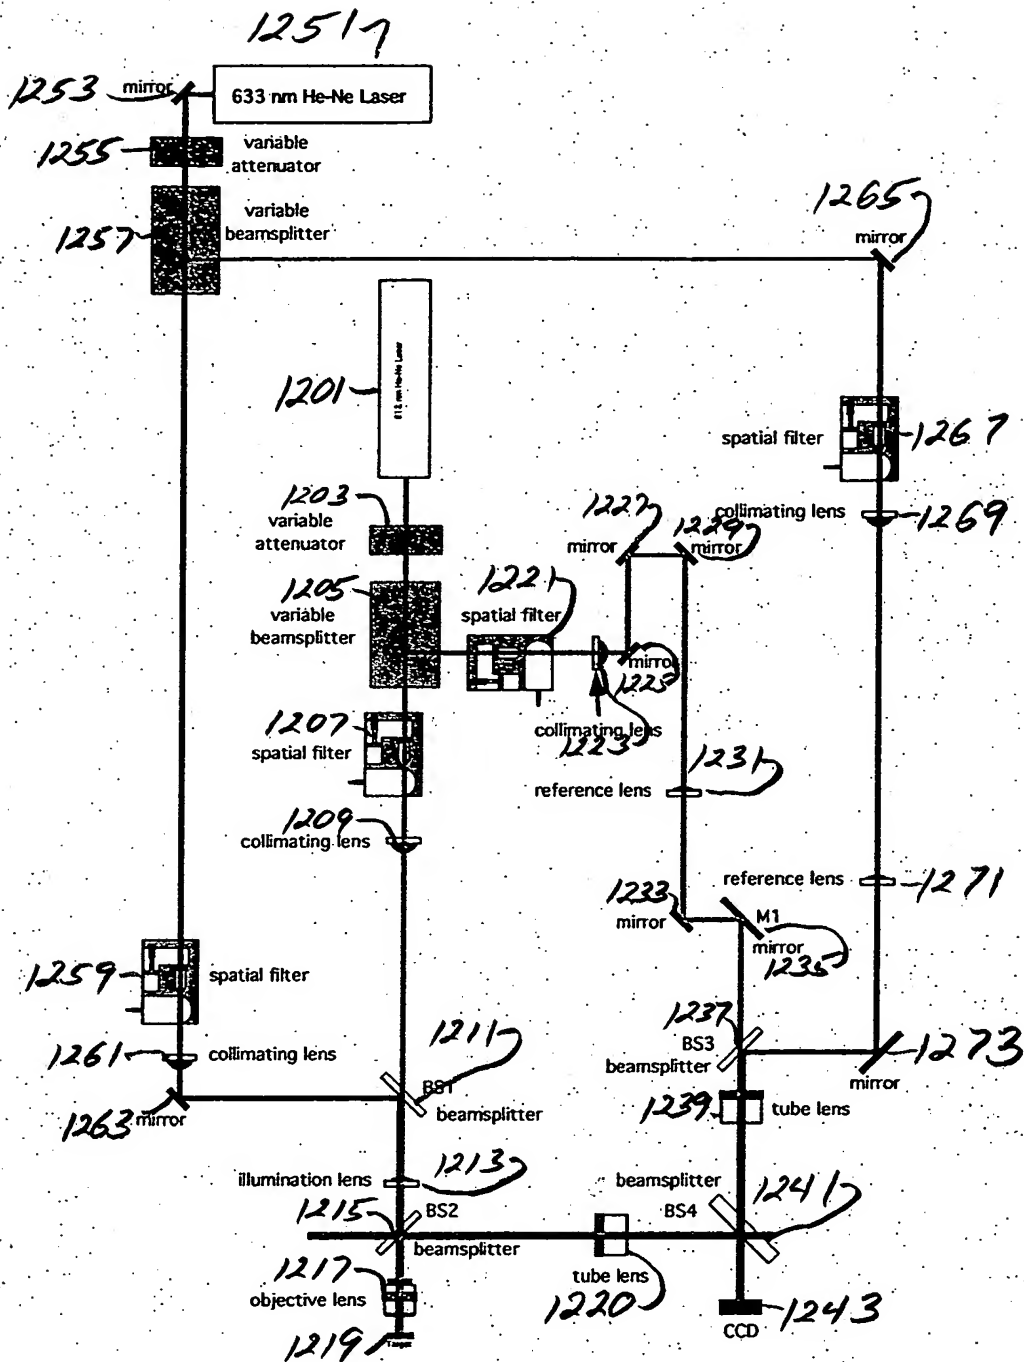 1251
1253 mirror
633 nm He-Ne Laser
1255
variable
attenuator
1257
variable
beamsplitter
1265
mirror
1201
He-Ne Laser
1203
variable
attenuator
1267
spatial filter
1205
variable
beamsplitter
1221
spatial filter
1227
mirror
1229
mirror
collimating lens
1269
mirror
1225
collimating lens
1223
1207
spatial filter
1209
collimating lens
1231
reference lens
reference lens
1271
1233
mirror
M1
mirror
1235
1259
spatial filter
1261
collimating lens
1211
BS1
beamsplitter
1237
BS3
beamsplitter
1273
mirror
1263 mirror
1239
tube lens
1213
illumination lens
BS2
1215
beamsplitter
beamsplitter
BS4
1241
1217
objective lens
tube lens
1220
1219
Target
1243
CCD